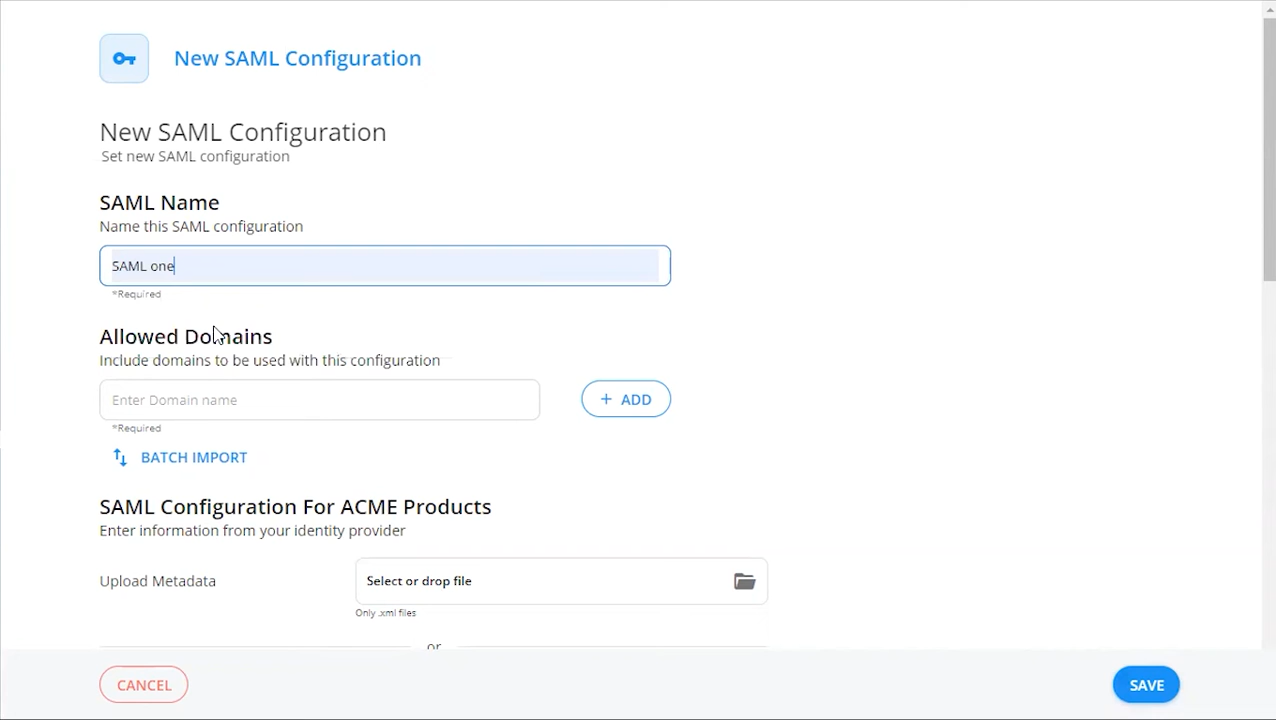 New SAML Configuration
New SAML Configuration
Set new SAML configuration
SAML Name
Name this SAML configuration
SAML one
*Required
Allowed Domains
Include domains to be used with this configuration
Enter Domain name
+ ADD
*Required
BATCH IMPORT
SAML Configuration For ACME Products
Enter information from your identity provider
Upload Metadata
Select or drop file
Only .xml files
or
CANCEL
SAVE